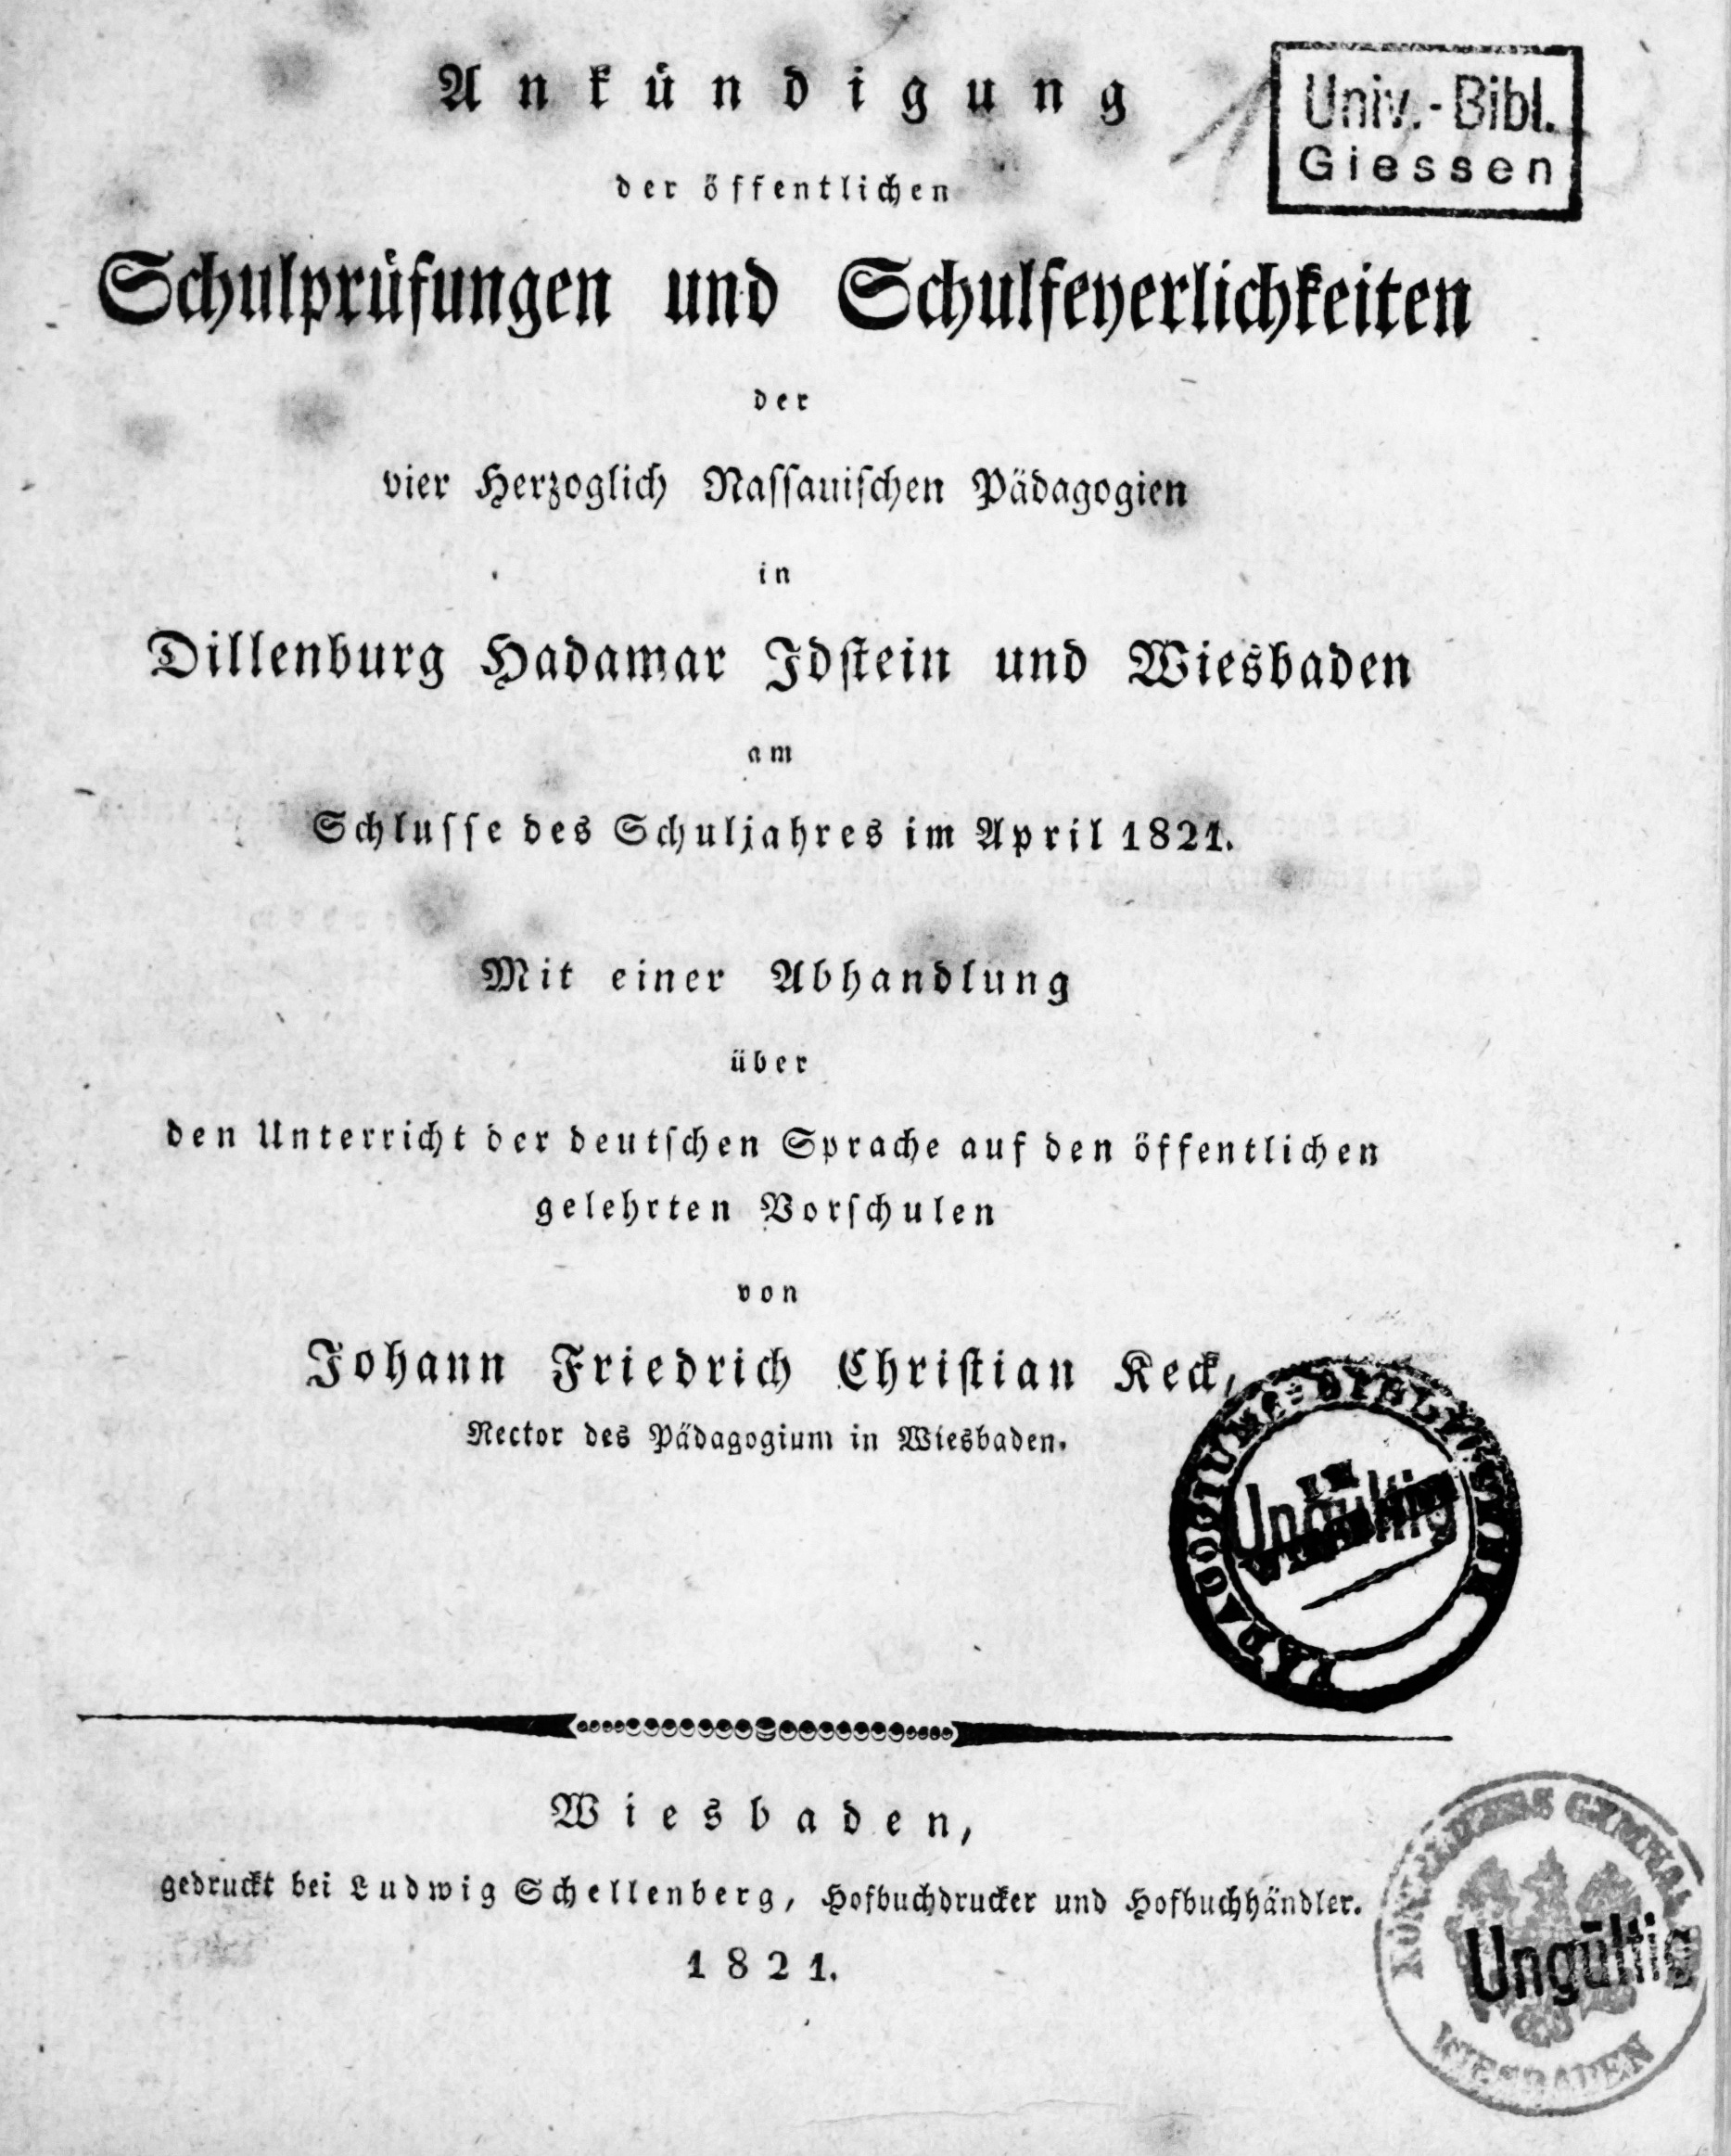 Ankündigung
Univ.-Bibl.
Giessen
der öffentlichen
Schulprüfungen und Schulfeyerlichkeiten
der
vier Herzoglich Nassauischen Pädagogien
in
Dillenburg Hadamar Idstein und Wiesbaden
am
Schlusse des Schuljahres im April 1821.
Mit einer Abhandlung
über
den Unterricht der deutschen Sprache auf den öffentlichen
gelehrten Vorschulen
von
Johann Friedrich Christian Keck,
Rector des Pädagogium in Wiesbaden.
Ungültig
Wiesbaden,
gedruckt bei Ludwig Schellenberg, Hofbuchdrucker und Hofbuchhändler.
1821.
Ungültig
WIESBADEN